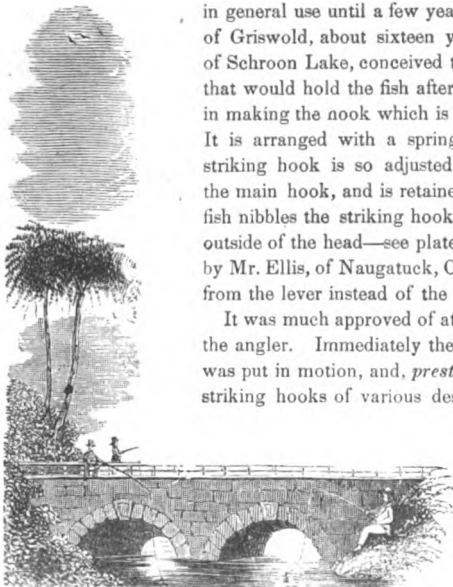 in general use until a few yea
of Griswold, about sixteen y
of Schroon Lake, conceived t
that would hold the fish after
in making the nook which is
It is arranged with a spring
striking hook is so adjusted
the main hook, and is retaine
fish nibbles the striking hook
outside of the head—see plate
by Mr. Ellis, of Naugatuck, C
from the lever instead of the
It was much approved of at
the angler. Immediately the
was put in motion, and, prest
striking hooks of various des